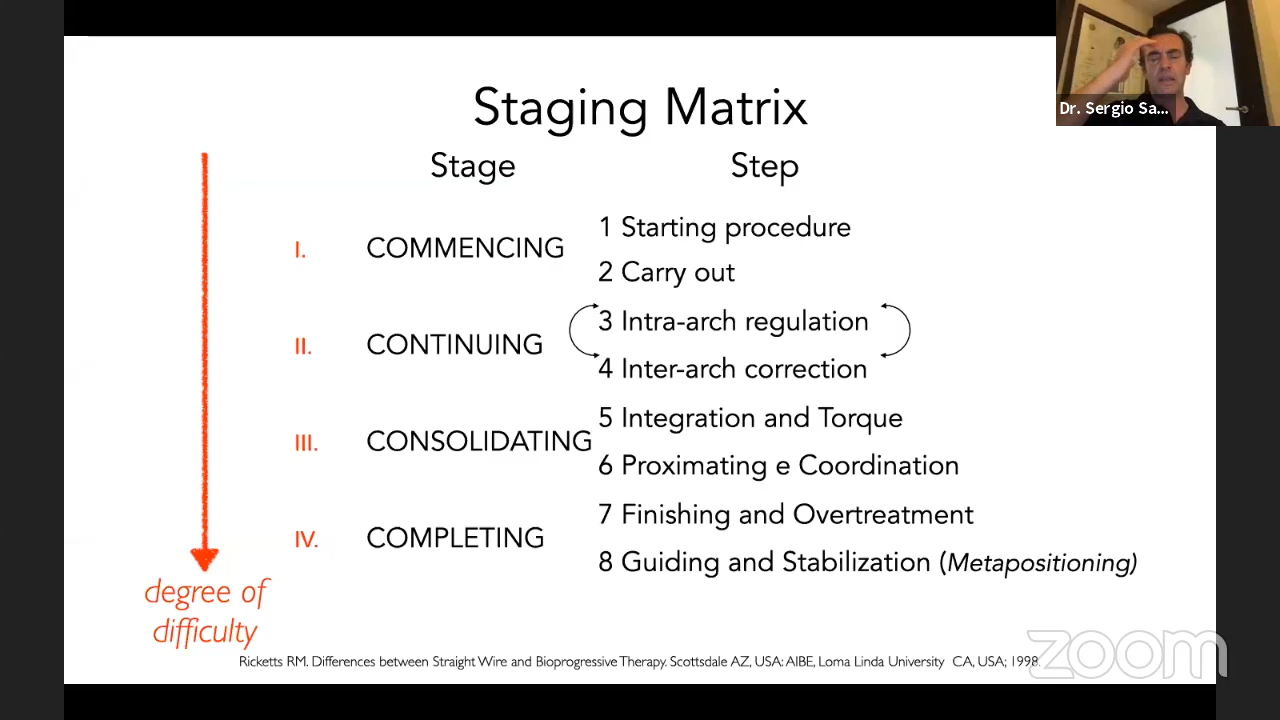 Dr. Sergio Sa...
Staging Matrix
Stage Step
1 Starting procedure
I. COMMENCING
2 Carry out
3 Intra-arch regulation
II. CONTINUING
4 Inter-arch correction
5 Integration and Torque
III. CONSOLIDATING
6 Proximating e Coordination
7 Finishing and Overtreatment
IV. COMPLETING
8 Guiding and Stabilization (Metapositioning)
degree of
difficulty
Ricketts RM. Differences between Straight Wire and Bioprogressive Therapy. Scottsdale AZ, USA: AIBE, Loma Linda University CA, USA; 1998.
zoom